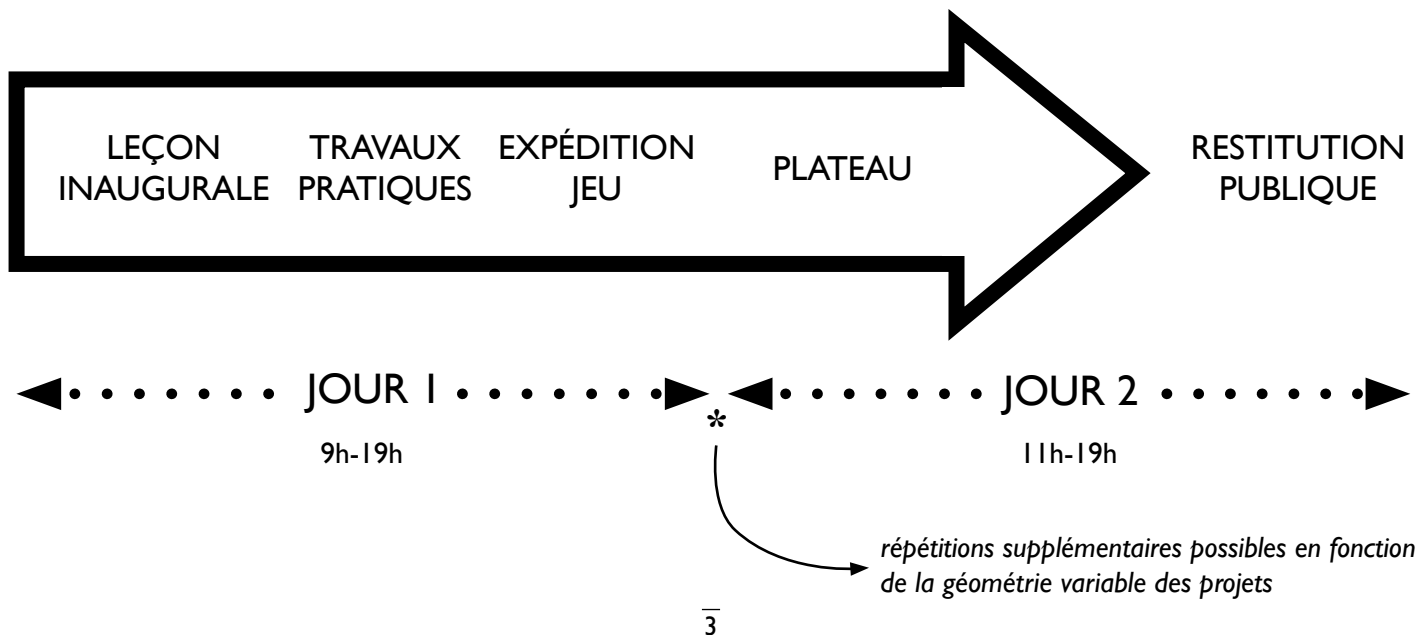 LEÇON
INAUGURALE
TRAVAUX
PRATIQUES
EXPÉDITION
JEU
PLATEAU
RESTITUTION
PUBLIQUE
JOUR 1
JOUR 2
*
9h-19h
11h-19h
répétitions supplémentaires possibles en fonction
de la géométrie variable des projets
3